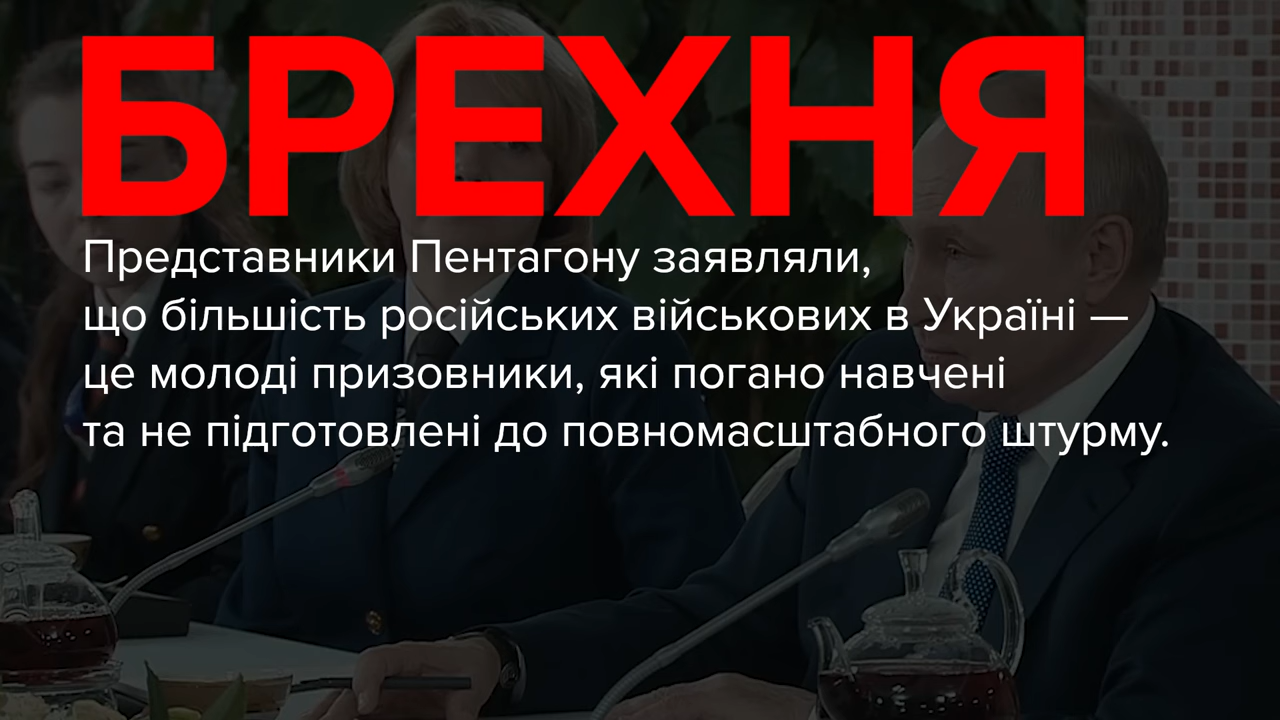 БРЕХНЯ
Представники Пентагону заявляли,
що більшість російських військових в Україні —
це молоді призовники, які погано навчені
та не підготовлені до повномасштабного штурму.